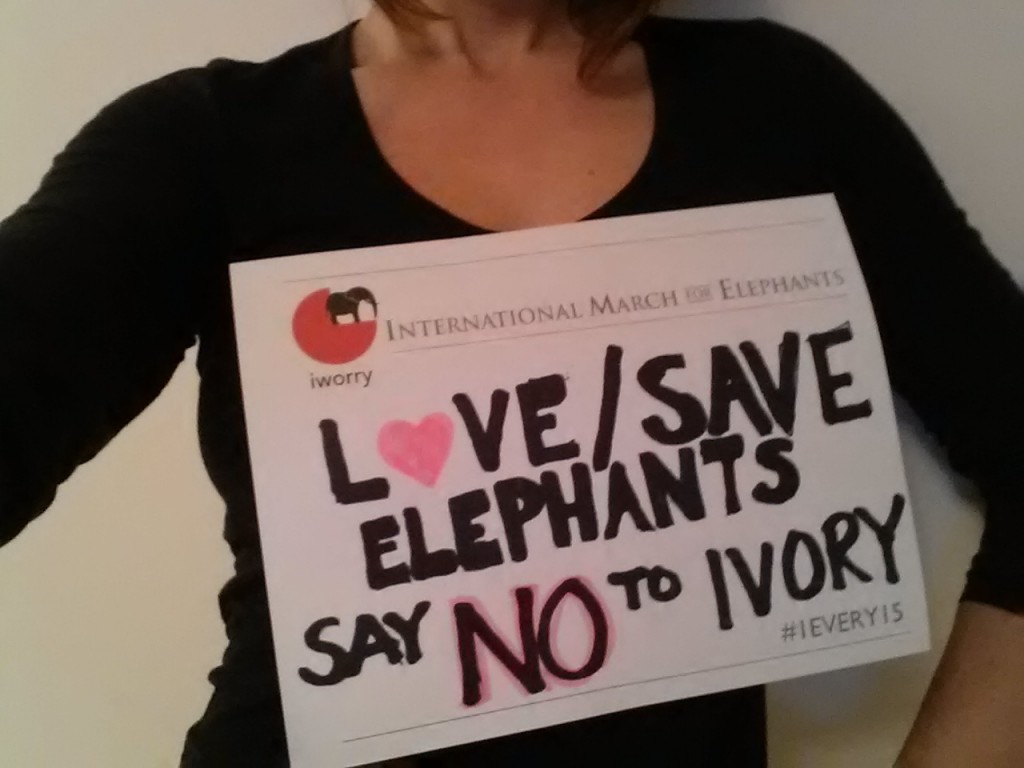 INTERNATIONAL MARCH FOR ELEPHANTS
iworry
LOVE/SAVE
ELEPHANTS
SAY NO TO IVORY
#1EVERY15